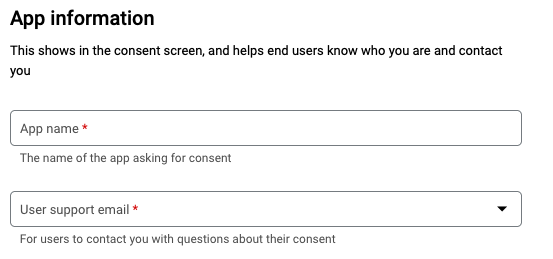 App information
This shows in the consent screen, and helps end users know who you are and contact
you
App name *
The name of the app asking for consent
User support email *
For users to contact you with questions about their consent